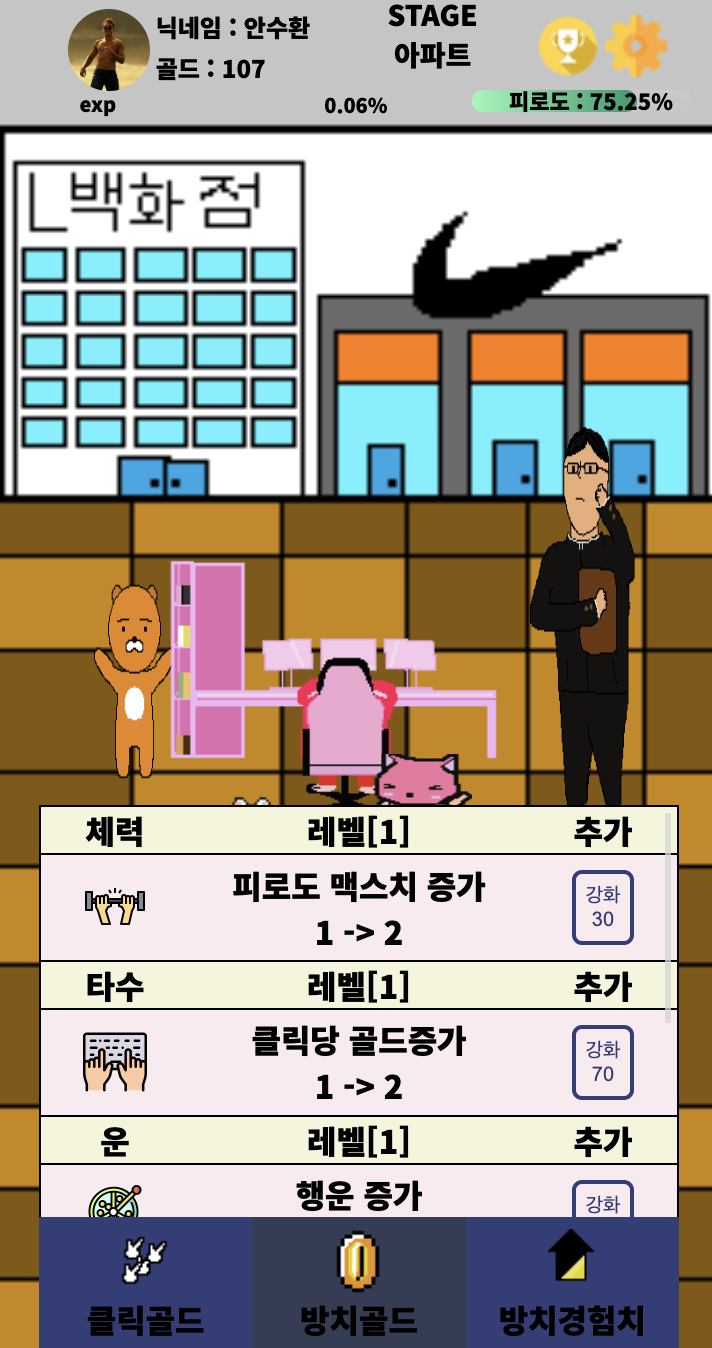 닉네임 : 안수환
골드 : 107
STAGE
아파트
exp
0.06%
피로도 : 75.25%
L백화점
체력 레벨[1] 추가
피로도 맥스치 증가
1 -> 2
강화
30
타수 레벨[1] 추가
클릭당 골드증가
1 -> 2
강화
70
운 레벨[1] 추가
행운 증가
강화
클릭골드 방치골드 방치경험치